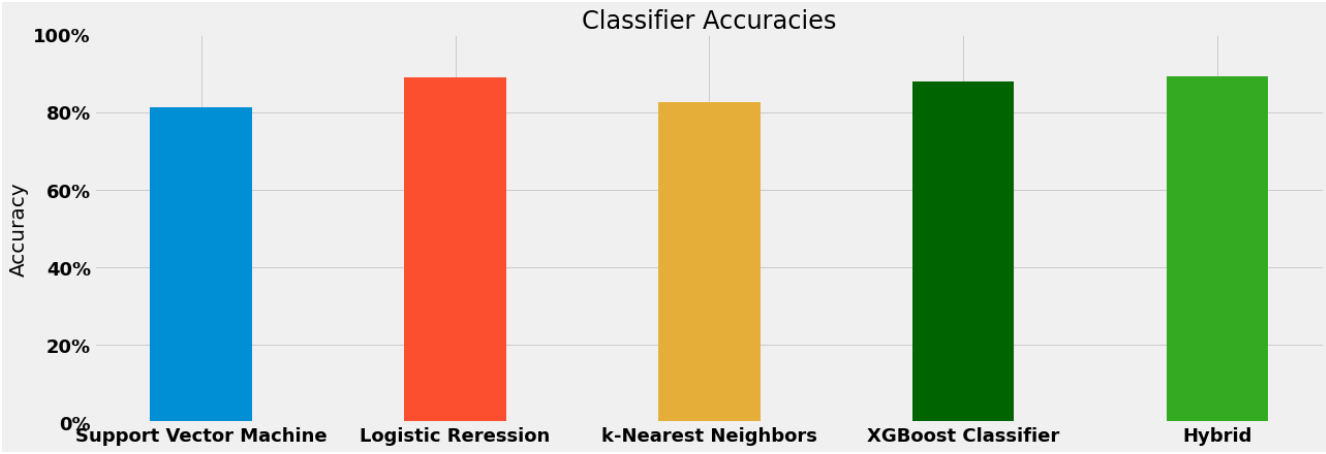 Classifier Accuracies
100%
80%
60%
40%
20%
0%
Accuracy
Support Vector Machine
Logistic Reression
k-Nearest Neighbors
XGBoost Classifier
Hybrid